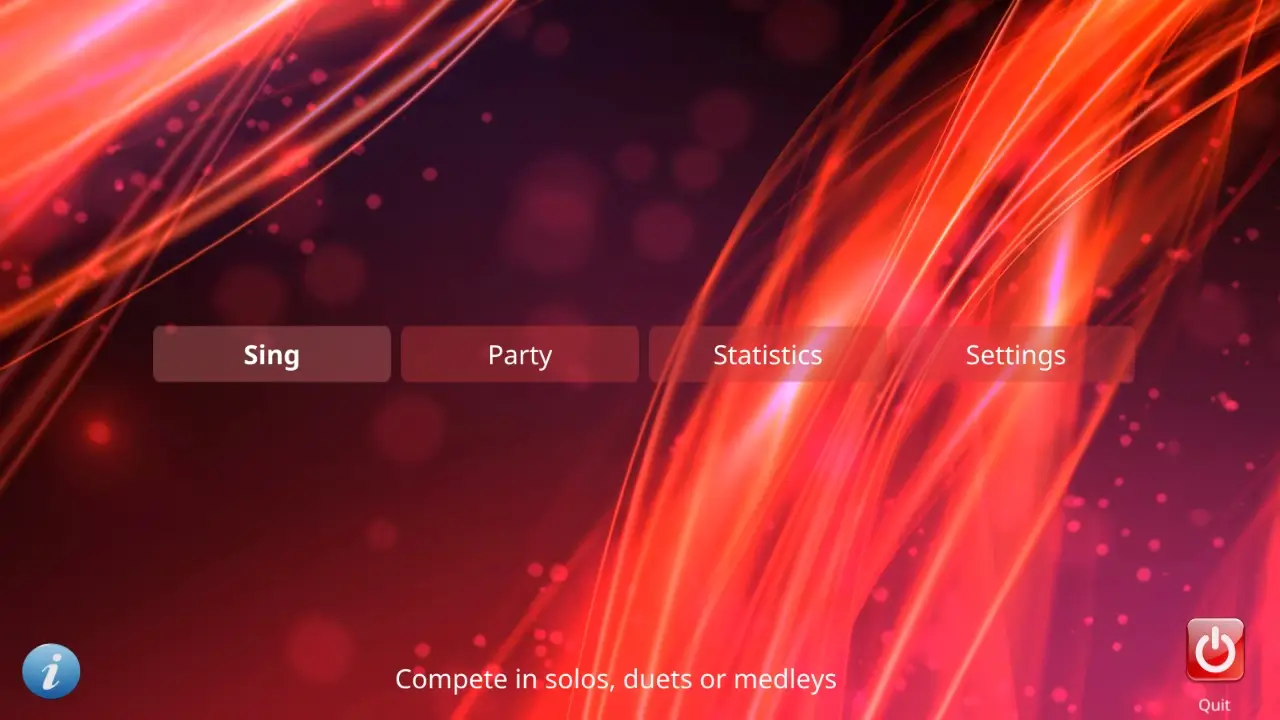 Sing
Party
Statistics
Settings
i
Compete in solos, duets or medleys
Quit